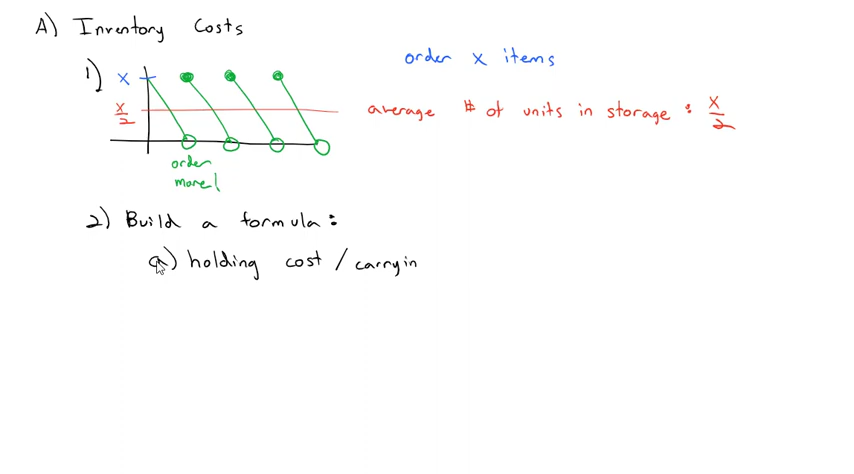 A) Inventory Costs
order x items
1)
x
x/2
average # of units in storage : x/2
order
more!
2) Build a formula:
a) holding cost / carryin